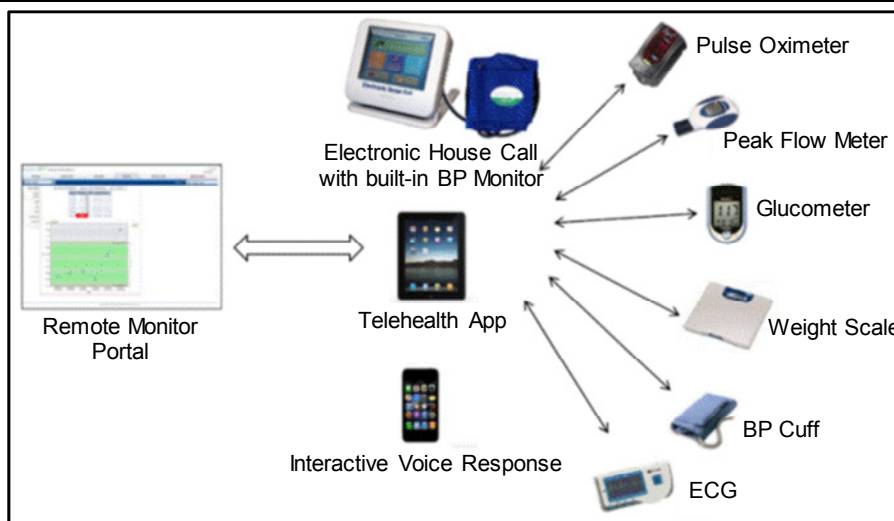 Pulse Oximeter
Electronic House Call
with built-in BP Monitor
Peak Flow Meter
Glucometer
Remote Monitor
Portal
Telehealth App
Weight Scale
BP Cuff
Interactive Voice Response
ECG